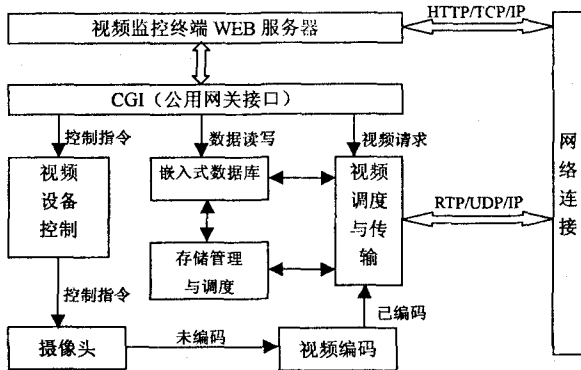 视频监控终端 WEB 服务器
HTTP/TCP/IP
CGI（公用网关接口）
控制指令
数据读写
视频请求
视频
设备
控制
嵌入式数据库
视频
调度
与传
输
网
络
连
接
RTP/UDP/IP
存储管理
与调度
控制指令
已编码
摄像头
未编码
视频编码